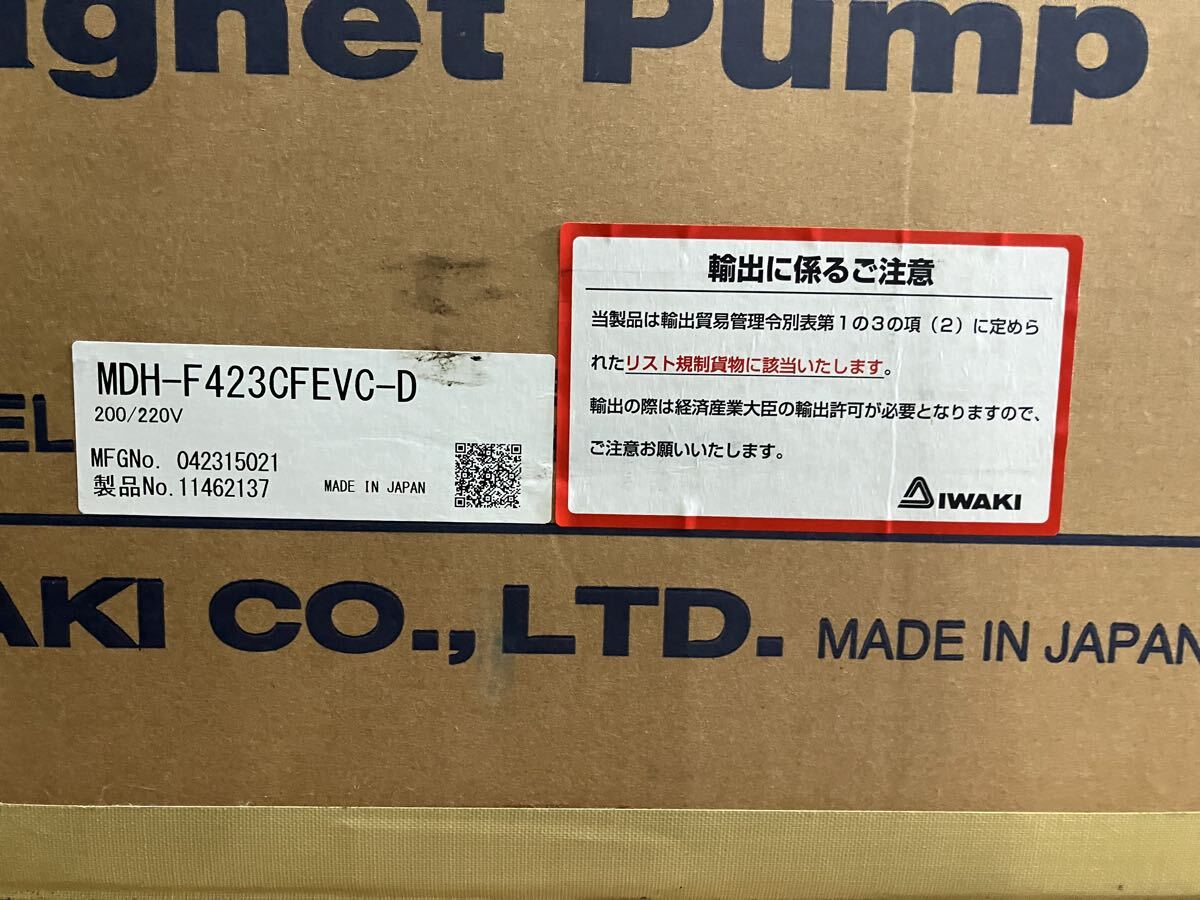 agnet Pump
輸出に係るご注意
当製品は輸出貿易管理令別表第1の3の項(2)に定めら
れたリスト規制貨物に該当いたします。
輸出の際は経済産業大臣の輸出許可が必要となりますので、
ご注意お願いいたします。
IWAKI
MDH-F423CFEVC-D
200/220V
MFGNo. 042315021
製品No.11462137
MADE IN JAPAN
EL
AKI CO.,LTD. MADE IN JAPAN